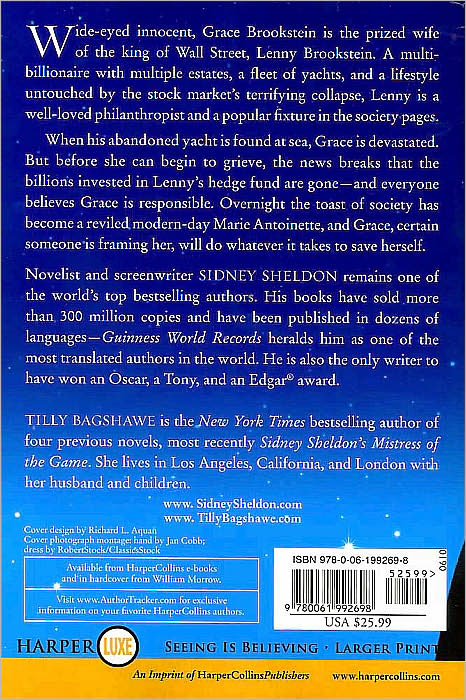 Wide-eyed innocent, Grace Brookstein is the prized wife
of the king of Wall Street, Lenny Brookstein. A multi-
billionaire with multiple estates, a fleet of yachts, and a lifestyle
untouched by the stock market's terrifying collapse, Lenny is a
well-loved philanthropist and a popular fixture in the society pages.
When his abandoned yacht is found at sea, Grace is devastated.
But before she can begin to grieve, the news breaks that the
billions invested in Lenny's hedge fund are gone—and everyone
believes Grace is responsible. Overnight the toast of society has
become a reviled modern-day Marie Antoinette, and Grace, certain
someone is framing her, will do whatever it takes to save herself.
Novelist and screenwriter SIDNEY SHELDON remains one of
the world's top bestselling authors. His books have sold more
than 300 million copies and have been published in dozens of
languages—Guinness World Records heralds him as one of the
most translated authors in the world. He is also the only writer to
have won an Oscar, a Tony, and an Edgar® award.
TILLY BAGSHAWE is the New York Times bestselling author of
four previous novels, most recently Sidney Sheldon's Mistress of
the Game. She lives in Los Angeles, California, and London with
her husband and children.
www.SidneySheldon.com
www.TillyBagshawe.com
Cover design by Richard L. Aquan
Cover photograph montage: hand by Jan Cobb;
dress by RobertStock/ClassicStock
Available from HarperCollins e-books
and in hardcover from William Morrow.
Visit www.AuthorTracker.com for exclusive
information on your favorite HarperCollins authors.
ISBN 978-0-06-199269-8
52599>
0610
9 780061 992698
USA $25.99
HARPER LUXE SEEING IS BELIEVING · LARGER PRINT
An Imprint of HarperCollinsPublishers www.harpercollins.com